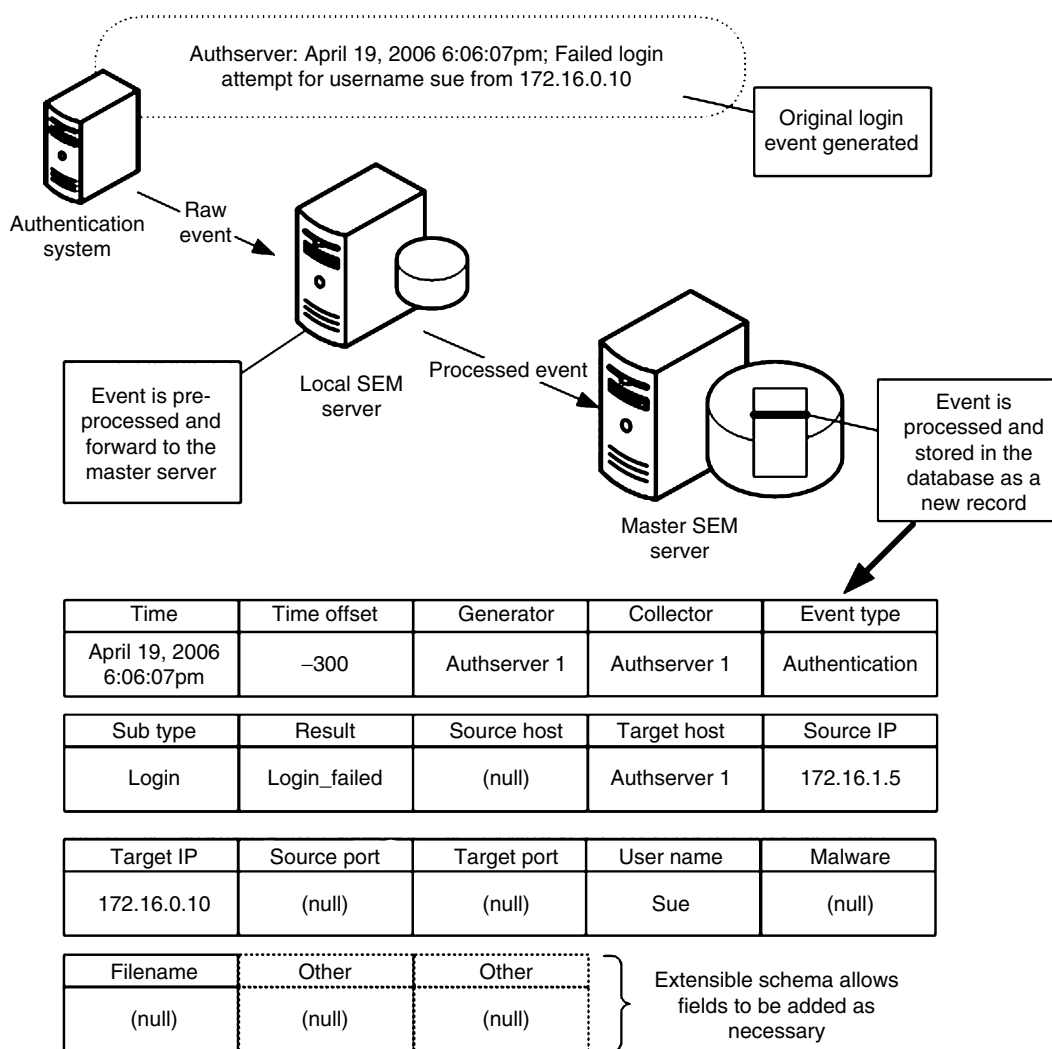 Authserver: April 19, 2006 6:06:07pm; Failed login
attempt for username sue from 172.16.0.10
Original login
event generated
Authentication
system
Raw
event
Local SEM
server
Event is pre-
processed and
forward to the
master server
Processed event
Master SEM
server
Event is
processed and
stored in the
database as a
new record
Time Time offset Generator Collector Event type
April 19, 2006
6:06:07pm
–300 Authserver 1 Authserver 1 Authentication
Sub type Result Source host Target host Source IP
Login Login_failed (null) Authserver 1 172.16.1.5
Target IP Source port Target port User name Malware
172.16.0.10 (null) (null) Sue (null)
Filename Other Other
(null) (null) (null)
Extensible schema allows
fields to be added as
necessary